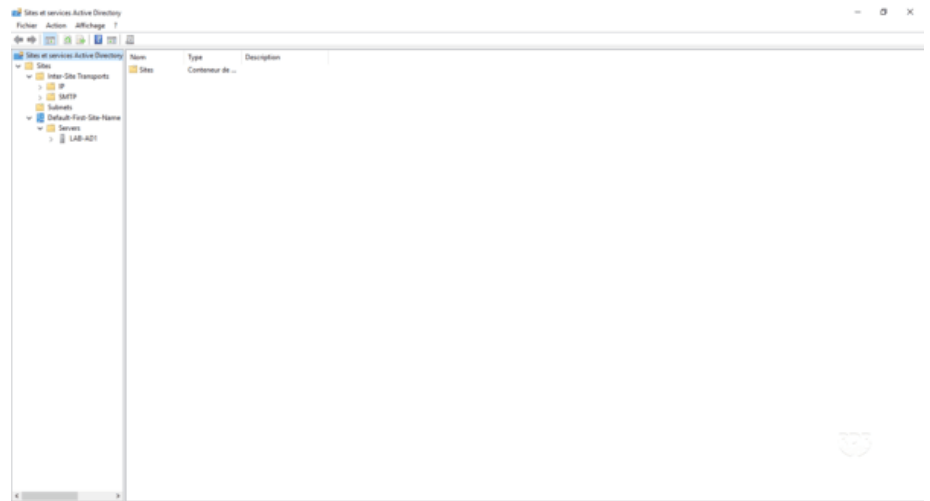 Sites et services Active Directory
Fichier Action Affichage ?
Sites et services Active Directory
Sites
Inter-Site Transports
IP
SMTP
Subnets
Default-First-Site-Name
Servers
LAB-AD1
Nom Type Description
Sites Conteneur de ...